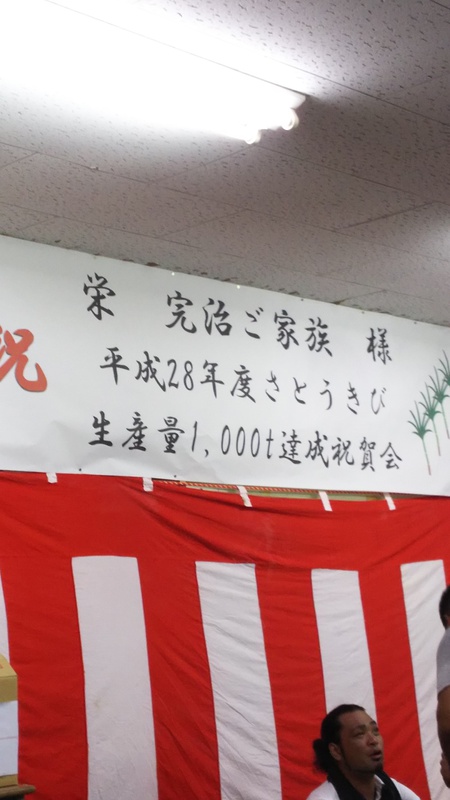 祝
栄 完治ご家族 様
平成28年度さとうきび
生産量1,000t達成祝賀会